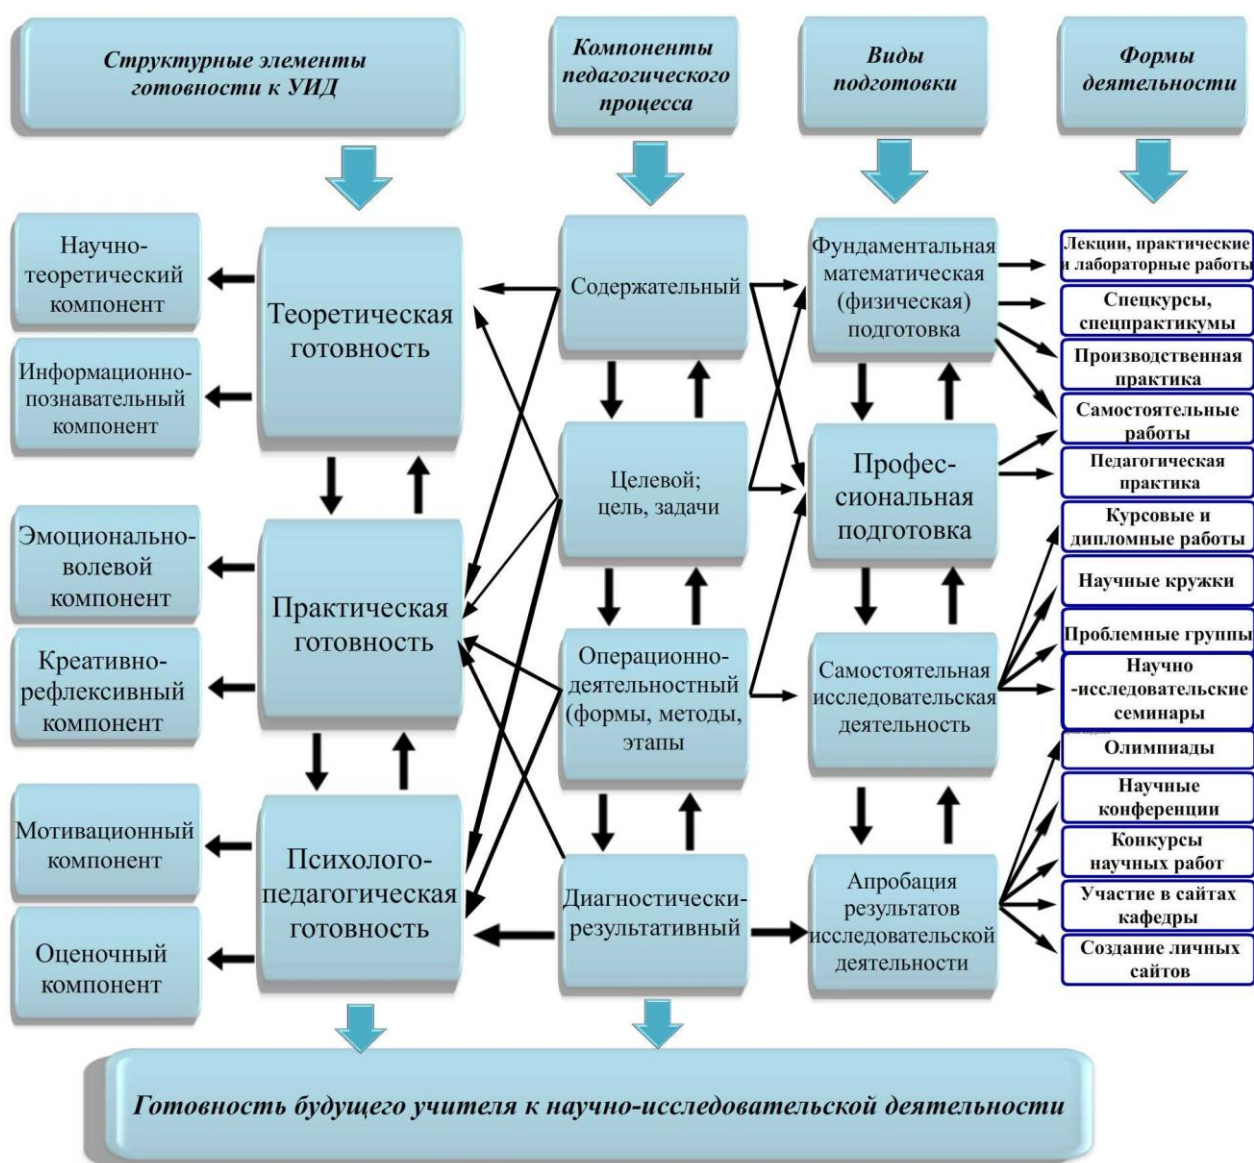 Структурные элементы
готовности к УИД
Компоненты
педагогического
процесса
Виды
подготовки
Формы
деятельности
Научно-
теоретический
компонент
Информационно-
познавательный
компонент
Эмоционально-
волевой
компонент
Креативно-
рефлексивный
компонент
Мотивационный
компонент
Оценочный
компонент
Теоретическая
готовность
Практическая
готовность
Психолого-
педагогическая
готовность
Содержательный
Целевой;
цель, задачи
Операционно-
деятельностный
(формы, методы,
этапы
Диагностически-
результативный
Фундаментальная
математическая
(физическая)
подготовка
Профес-
сиональная
подготовка
Самостоятельная
исследовательская
деятельность
Апробация
результатов
исследовательской
деятельности
Лекции, практические
и лабораторные работы
Спецкурсы,
спецпрактикумы
Производственная
практика
Самостоятельные
работы
Педагогическая
практика
Курсовые и
дипломные работы
Научные кружки
Проблемные группы
Научно
-исследовательские
семинары
Олимпиады
Научные
конференции
Конкурсы
научных работ
Участие в сайтах
кафедры
Создание личных
сайтов
Готовность будущего учителя к научно-исследовательской деятельности